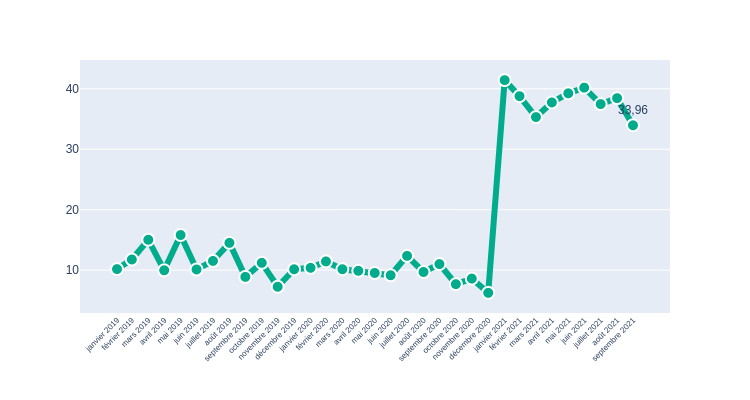 40
33,96
30
20
10
janvier 2019
février 2019
mars 2019
avril 2019
mai 2019
juin 2019
juillet 2019
août 2019
septembre 2019
octobre 2019
novembre 2019
décembre 2019
janvier 2020
février 2020
mars 2020
avril 2020
mai 2020
juin 2020
juillet 2020
août 2020
septembre 2020
octobre 2020
novembre 2020
décembre 2020
janvier 2021
février 2021
mars 2021
avril 2021
mai 2021
juin 2021
juillet 2021
août 2021
septembre 2021